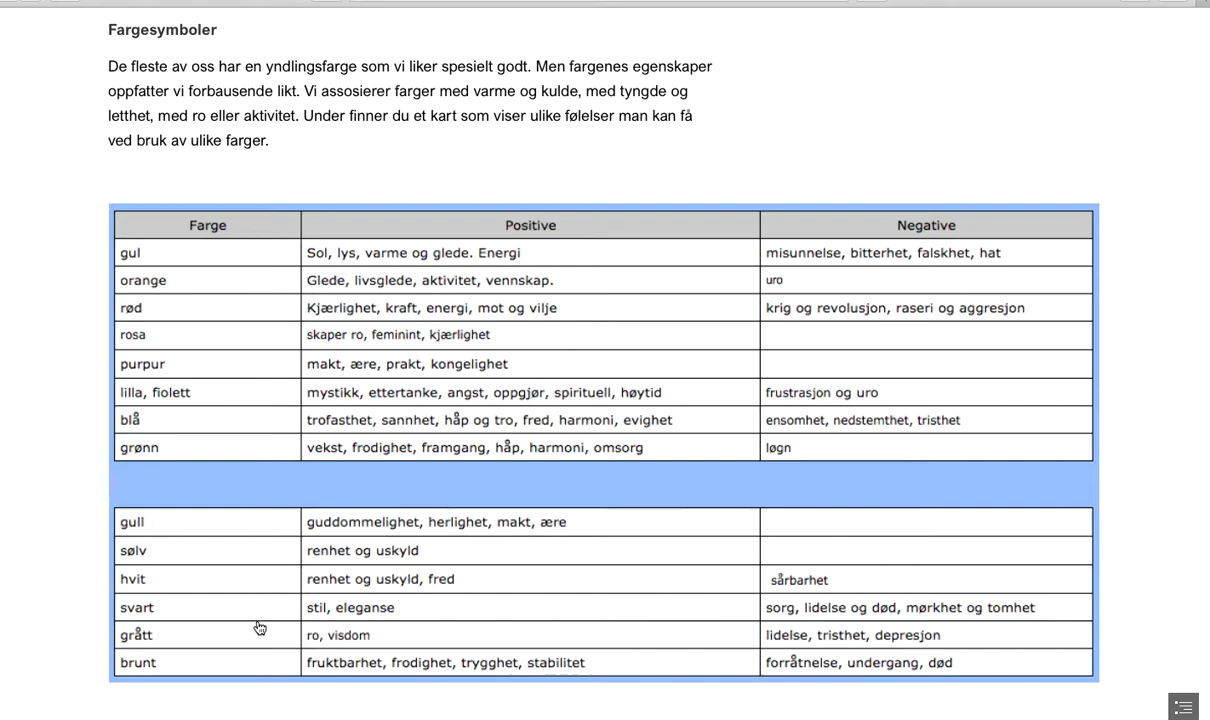 Fargesymboler
De fleste av oss har en yndlingsfarge som vi liker spesielt godt. Men fargenes egenskaper
oppfatter vi forbausende likt. Vi assosierer farger med varme og kulde, med tyngde og
letthet, med ro eller aktivitet. Under finner du et kart som viser ulike følelser man kan få
ved bruk av ulike farger.
Farge Positive Negative
gul Sol, lys, varme og glede. Energi misunnelse, bitterhet, falskhet, hat
orange Glede, livsglede, aktivitet, vennskap. uro
rød Kjærlighet, kraft, energi, mot og vilje krig og revolusjon, raseri og aggresjon
rosa skaper ro, feminint, kjærlighet
purpur makt, ære, prakt, kongelighet
lilla, fiolett mystikk, ettertanke, angst, oppgjør, spirituell, høytid frustrasjon og uro
blå trofasthet, sannhet, håp og tro, fred, harmoni, evighet ensomhet, nedstemthet, tristhet
grønn vekst, frodighet, framgang, håp, harmoni, omsorg løgn
gull guddommelighet, herlighet, makt, ære
sølv renhet og uskyld
hvit renhet og uskyld, fred sårbarhet
svart stil, eleganse sorg, lidelse og død, mørkhet og tomhet
grått ro, visdom lidelse, tristhet, depresjon
brunt fruktbarhet, frodighet, trygghet, stabilitet forråtnelse, undergang, død